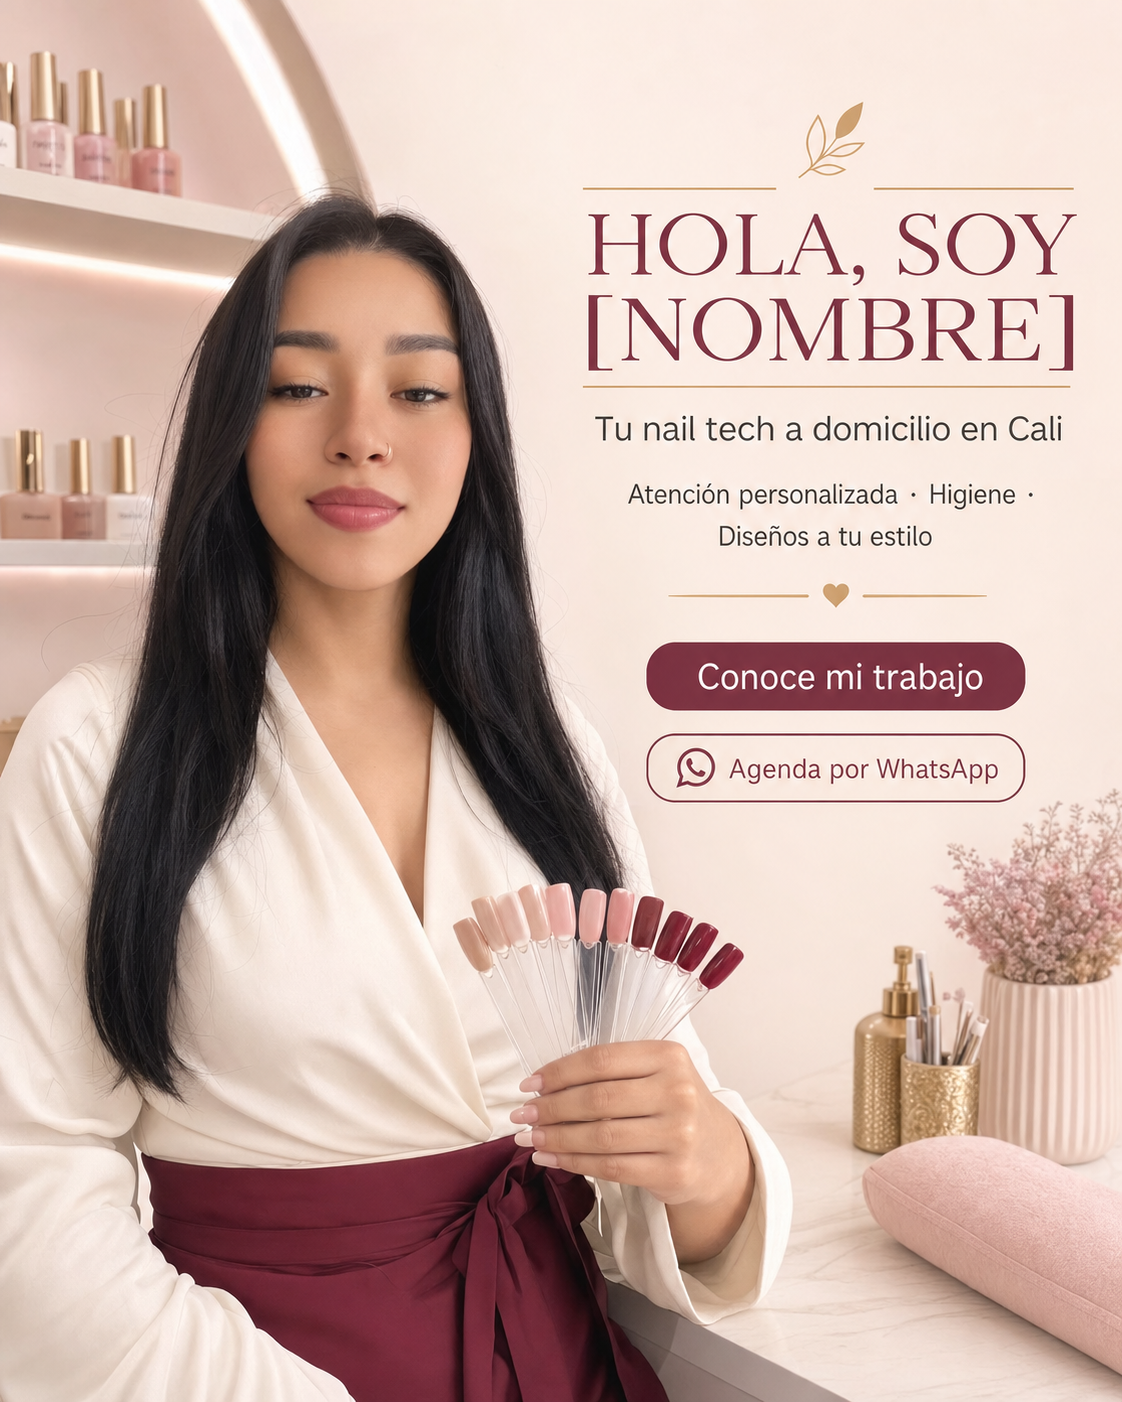 HOLA, SOY
[NOMBRE]
Tu nail tech a domicilio en Cali
Atención personalizada · Higiene ·
Diseños a tu estilo
Conoce mi trabajo
Agenda por WhatsApp